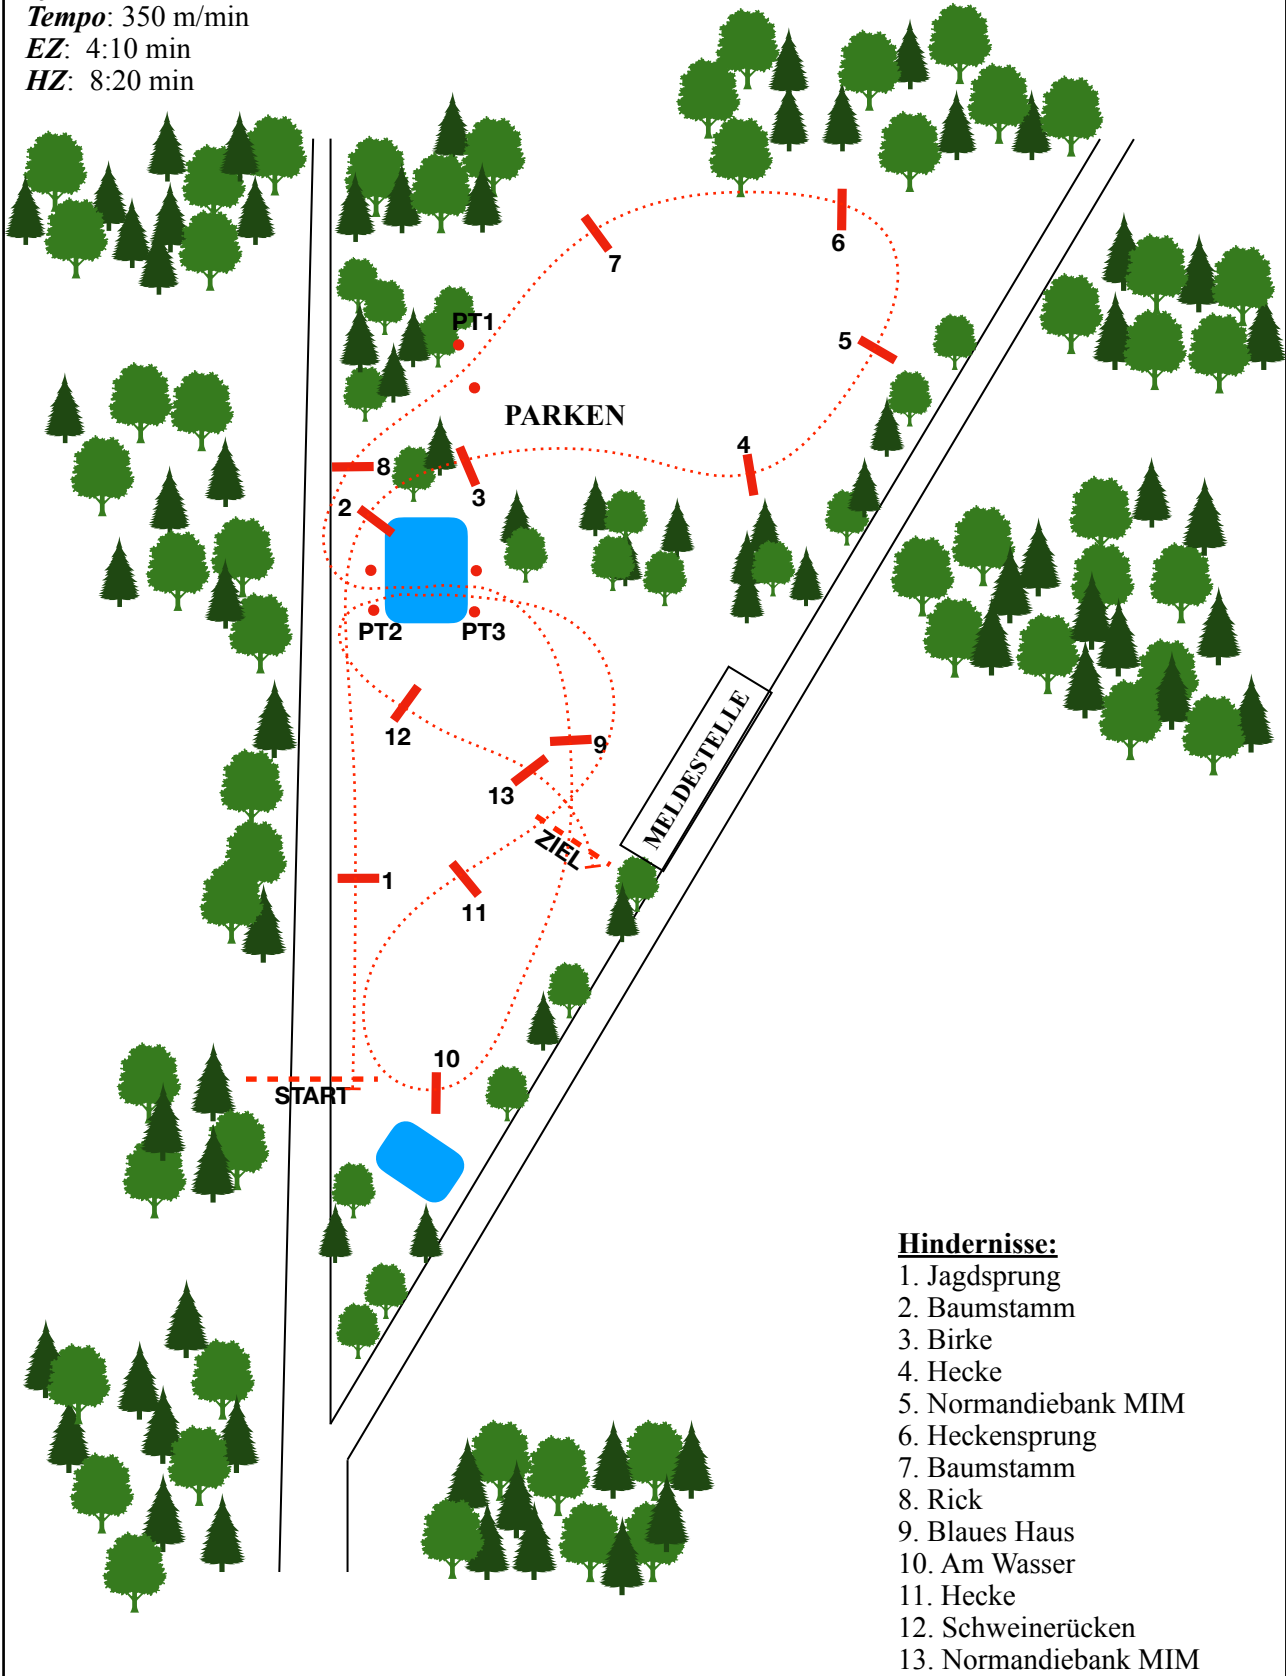 Tempo: 350 m/min
EZ: 4:10 min
HZ: 8:20 min
6
7
PT1
5
PARKEN
4
8
3
2
PT2
PT3
MELDESTELLE
12
9
13
ZIEL
1
11
10
START
Hindernisse:
1. Jagdsprung
2. Baumstamm
3. Birke
4. Hecke
5. Normandiebank MIM
6. Heckensprung
7. Baumstamm
8. Rick
9. Blaues Haus
10. Am Wasser
11. Hecke
12. Schweinerücken
13. Normandiebank MIM